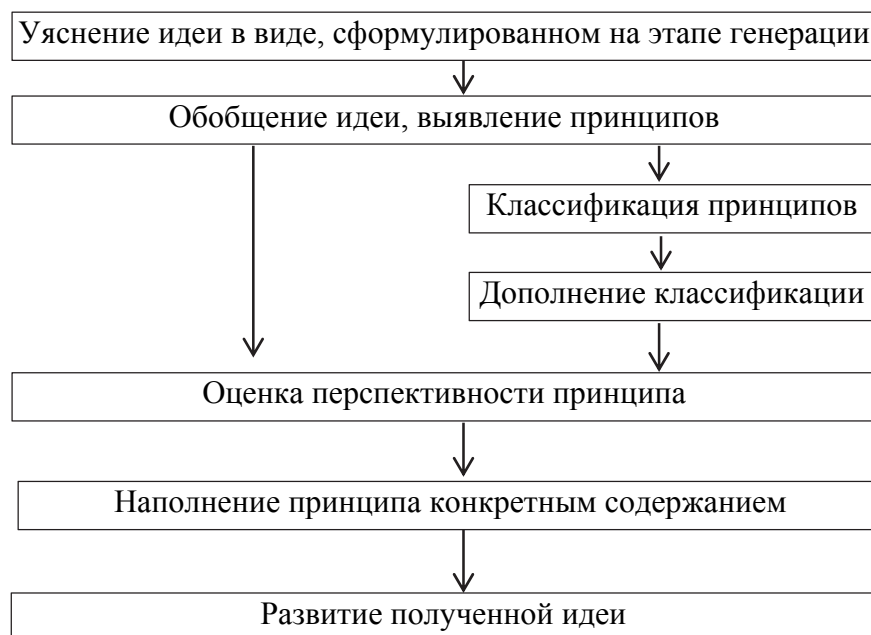 Уяснение идеи в виде, сформулированном на этапе генерации
Обобщение идеи, выявление принципов
Классификация принципов
Дополнение классификации
Оценка перспективности принципа
Наполнение принципа конкретным содержанием
Развитие полученной идеи